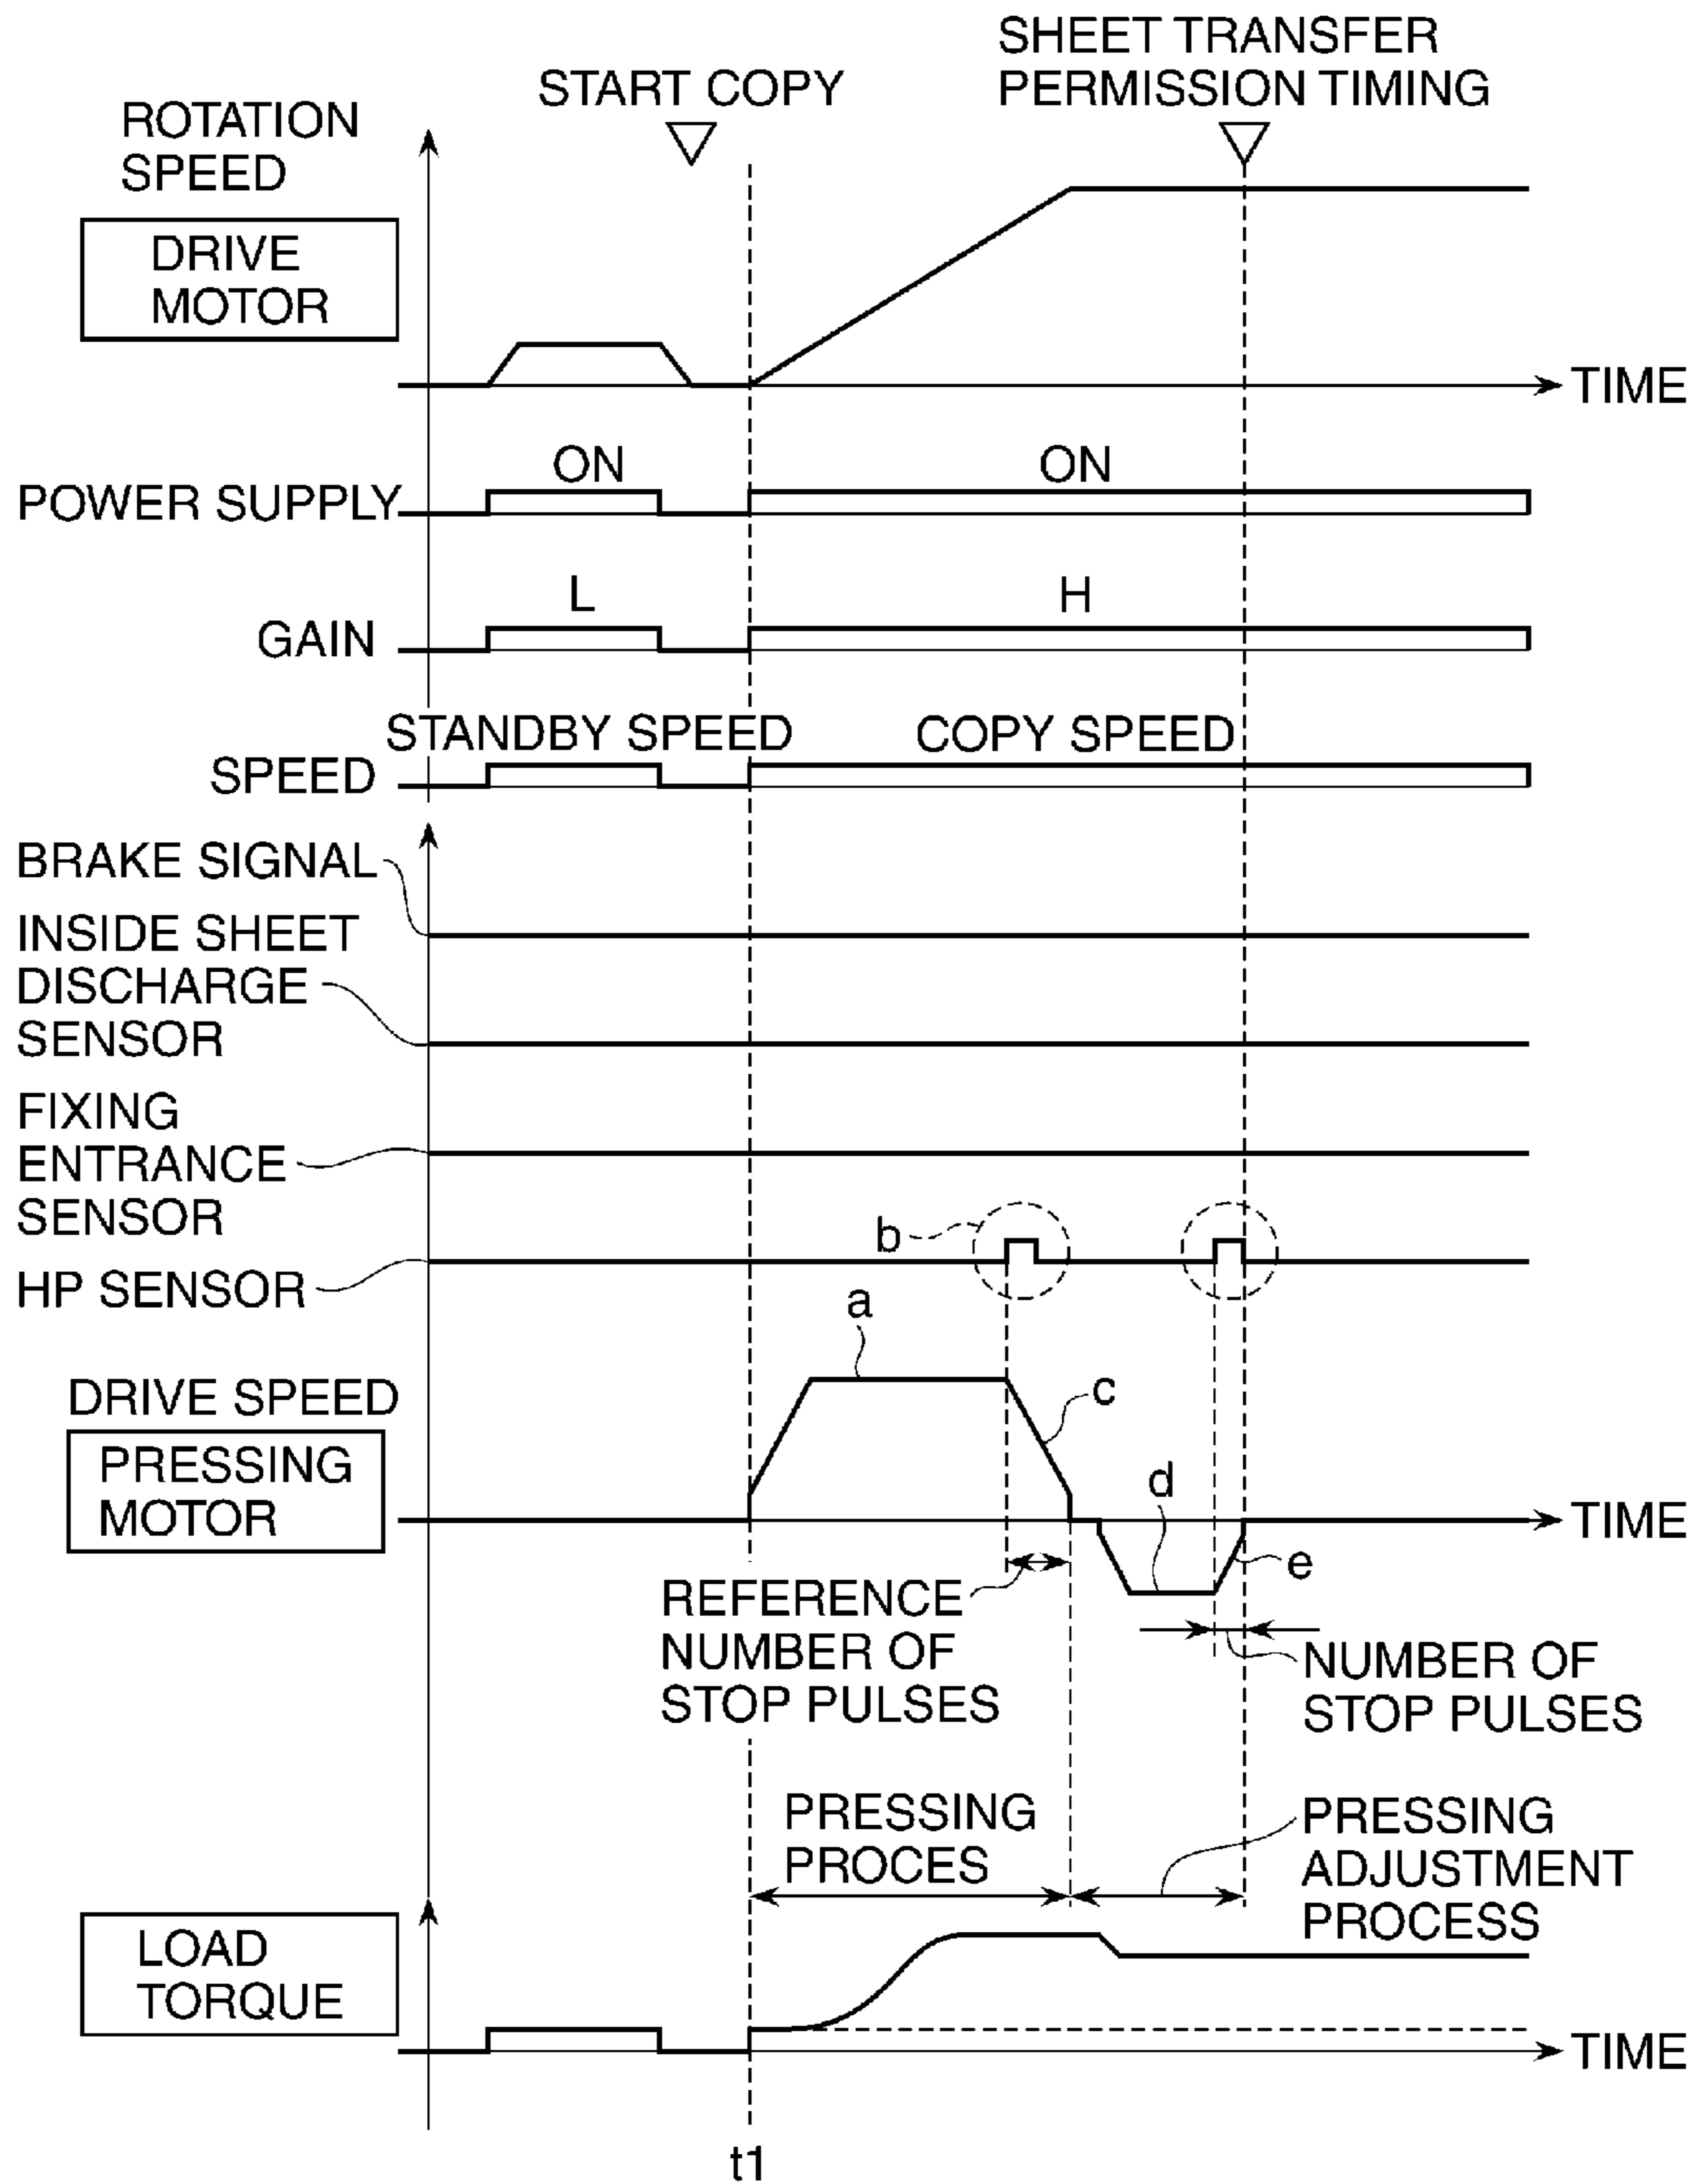 SHEET TRANSFER
START COPY
PERMISSION TIMING
ROTATION
SPEED
DRIVE
MOTOR
TIME
ON
ON
POWER SUPPLY
L
H
GAIN
STANDBY SPEED
COPY SPEED
SPEED
BRAKE SIGNAL
INSIDE SHEET
DISCHARGE
SENSOR
FIXING
ENTRANCE
SENSOR
b
HP SENSOR
a
DRIVE SPEED
c
PRESSING
MOTOR
d
TIME
e
REFERENCE
NUMBER OF
STOP PULSES
NUMBER OF
STOP PULSES
PRESSING
PROCES
PRESSING
ADJUSTMENT
PROCESS
LOAD
TORQUE
TIME
t1